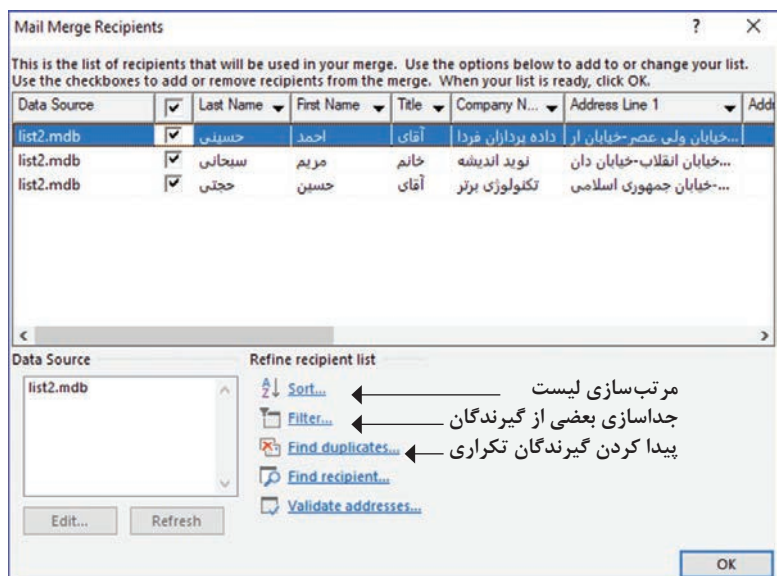 Mail Merge Recipients ? ×
This is the list of recipients that will be used in your merge. Use the options below to add to or change your list.
Use the checkboxes to add or remove recipients from the merge. When your list is ready, click OK.
Data Source Last Name First Name Title Company N... Address Line 1 Addr
list2.mdb حسینی احمد آقای داده پردازان فردا خیابان ولی عصر-خیابان ار...
list2.mdb سبحانی مریم خانم نوید اندیشه خیابان انقلاب-خیابان دان...
list2.mdb حجتی حسین آقای تکنولوژی برتر خیابان جمهوری اسلامی-...
Data Source Refine recipient list
list2.mdb
Sort... مرتب‌سازی لیست
Filter... جداسازی بعضی از گیرندگان
Find duplicates... پیدا کردن گیرندگان تکراری
Find recipient...
Validate addresses...
Edit... Refresh
OK